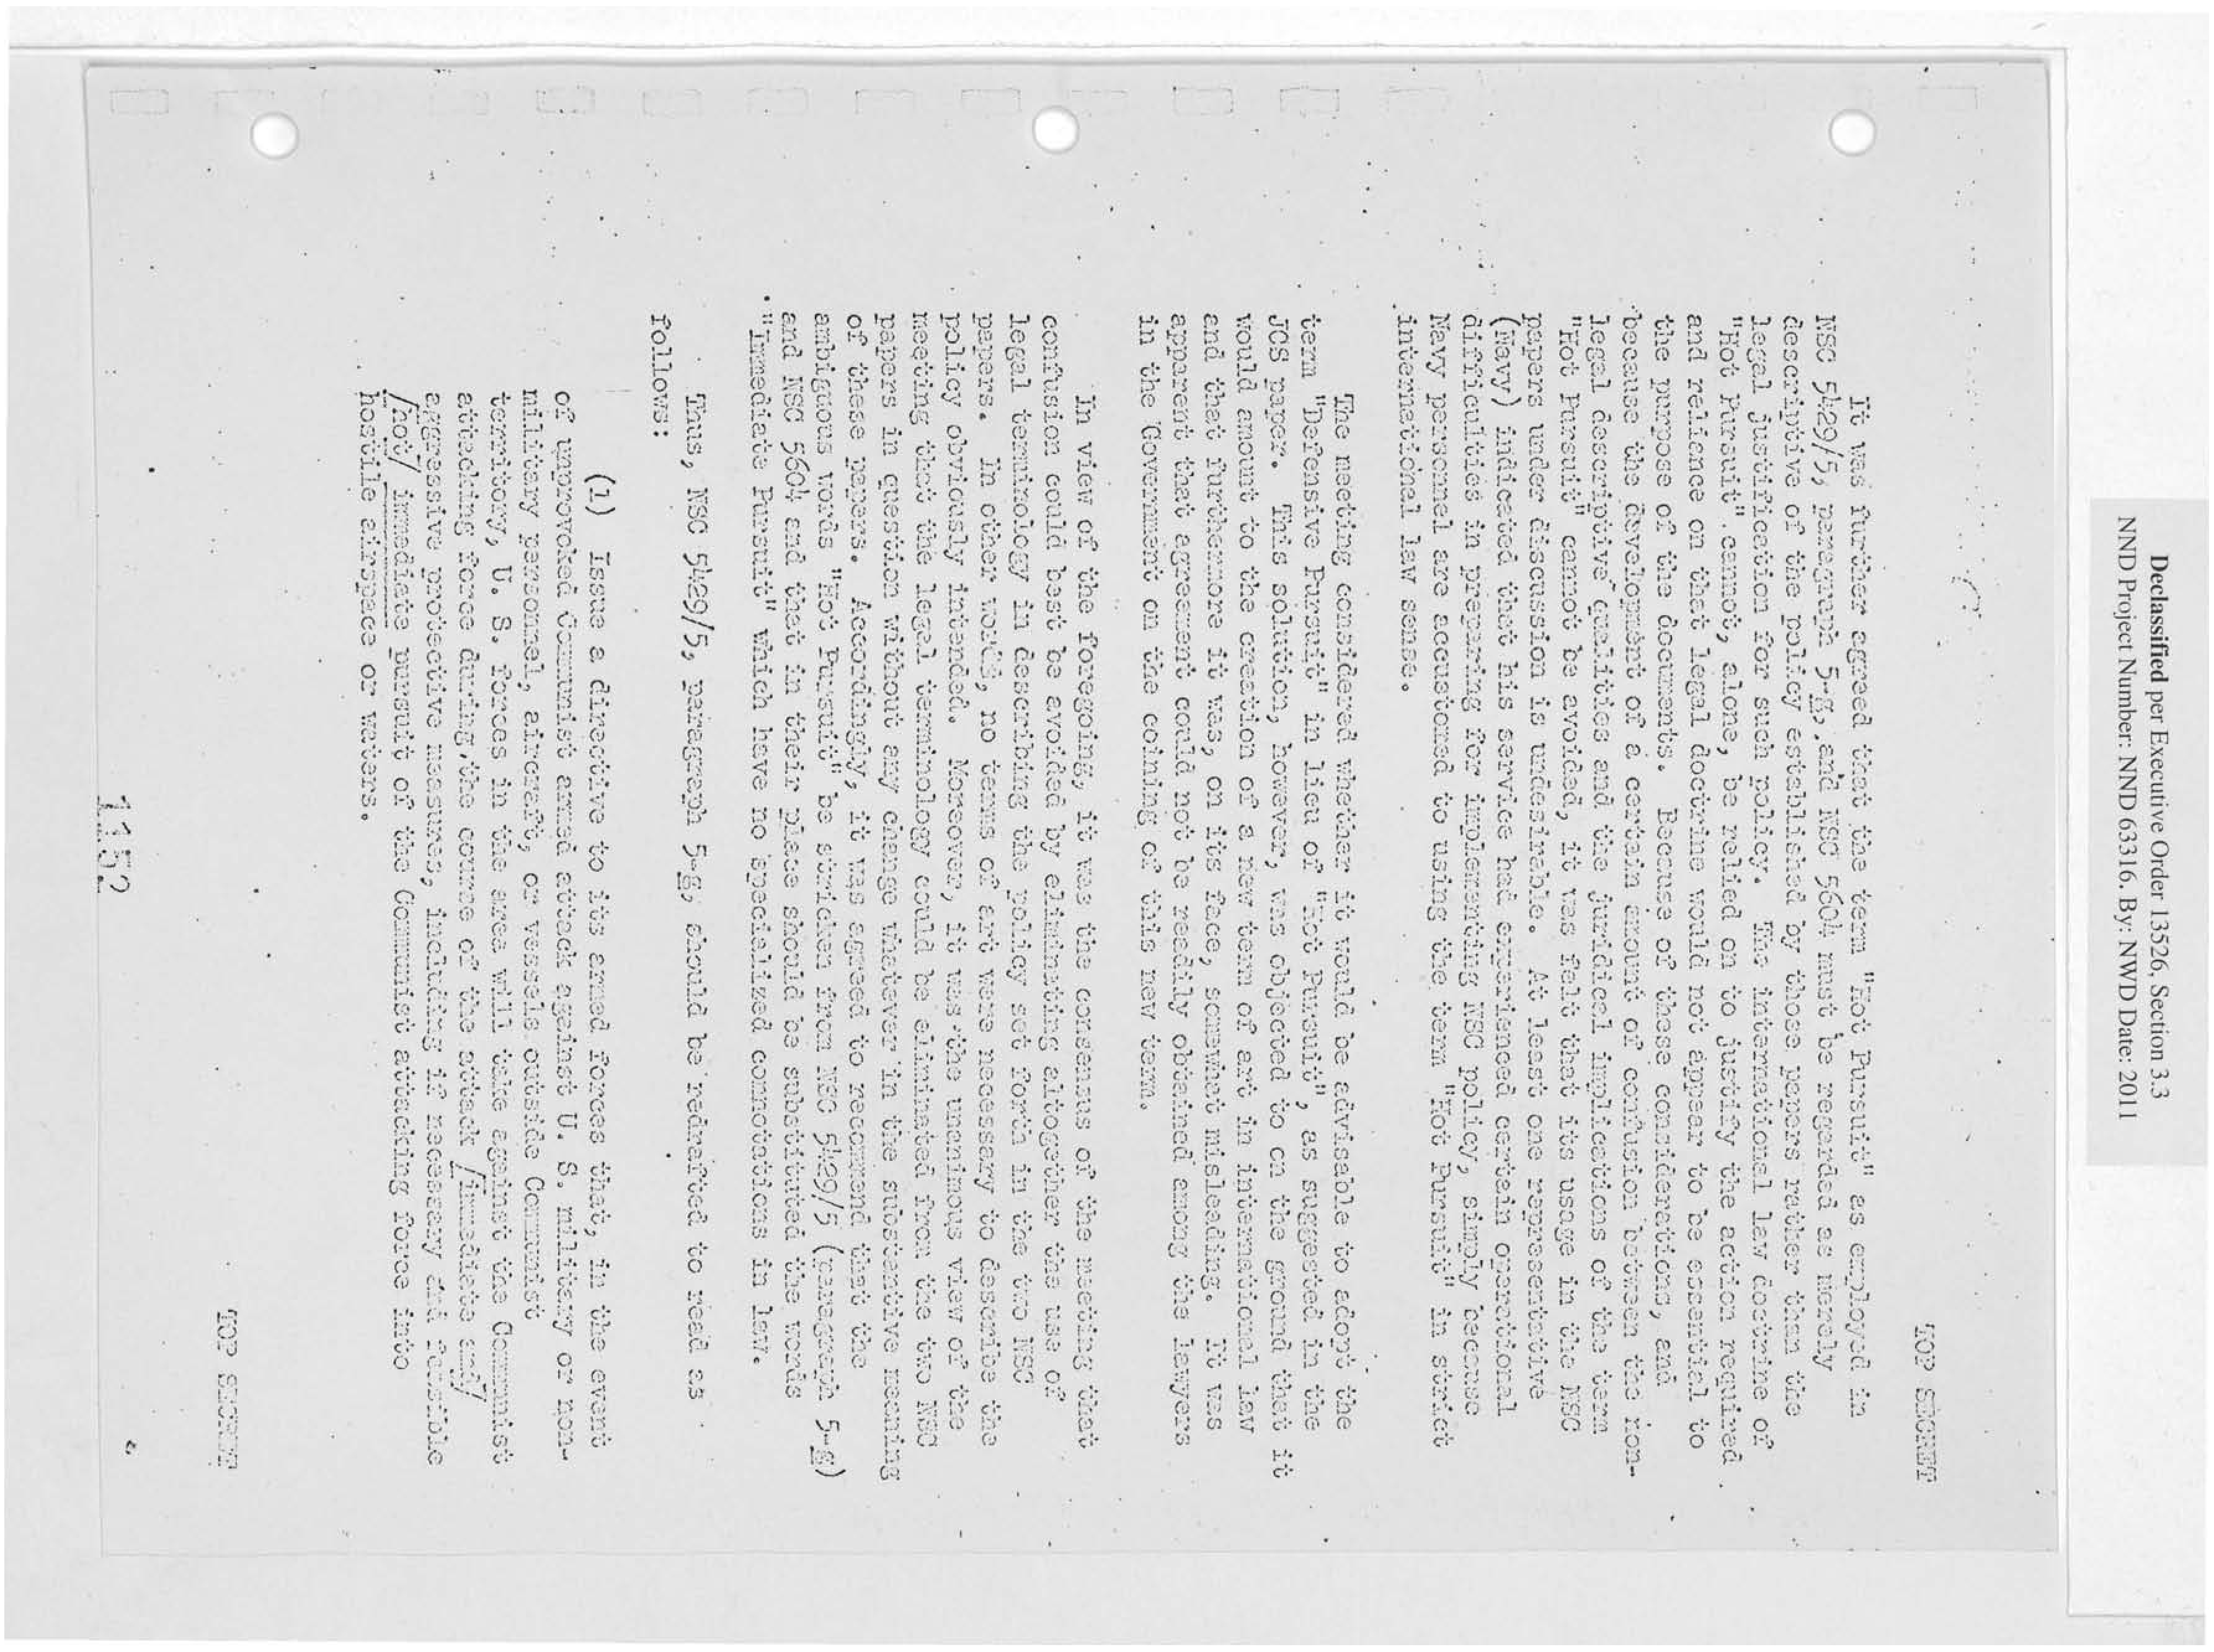 Declassified per Executive Order 13526, Section 3.3
NND Project Number: NND 63316. By: NWD Date: 2011
TOP SECRET
It was further agreed that the term "Hot Pursuit" as employed in
NSC 5429/5, paragraph 5-g, and NSC 5604 must be regarded as merely
descriptive of the policy established by those papers rather than the
legal justification for such policy. The international law doctrine of
"Hot Pursuit" cannot, alone, be relied on to justify the action required
and reliance on that legal doctrine would not appear to be essential to
the purpose of the documents. Because of these considerations, and
because the development of a certain amount of confusion between the non-
legal descriptive qualities and the juridical implications of the term
"Hot Pursuit" cannot be avoided, it was felt that its usage in the NSC
papers under discussion is undesirable. At least one representative
(Navy) indicated that his service had experienced certain operational
difficulties in preparing for implementing NSC policy, simply because
Navy personnel are accustomed to using the term "Hot Pursuit" in strict
international law sense.
The meeting considered whether it would be advisable to adopt the
term "Defensive Pursuit" in lieu of "Hot Pursuit", as suggested in the
JCS paper. This solution, however, was objected to on the ground that it
would amount to the creation of a new term of art in international law
and that furthermore it was, on its face, somewhat misleading. It was
apparent that agreement could not be readily obtained among the lawyers
in the Government on the coining of this new term.
In view of the foregoing, it was the consensus of the meeting that
confusion could best be avoided by eliminating altogether the use of
legal terminology in describing the policy set forth in the two NSC
papers. In other words, no terms of art were necessary to describe the
policy obviously intended. Moreover, it was the unanimous view of the
meeting that the legal terminology could be eliminated from the two NSC
papers in question without any change whatever in the substantive meaning
of these papers. Accordingly, it was agreed to recommend that the
ambiguous words "Hot Pursuit" be stricken from NSC 5429/5 (paragraph 5-g)
and NSC 5604 and that in their place should be substituted the words
"Immediate Pursuit" which have no specialized connotations in law.
Thus, NSC 5429/5, paragraph 5-g, should be redrafted to read as
follows:
(1) Issue a directive to its armed forces that, in the event
of unprovoked Communist armed attack against U. S. military or non-
military personnel, aircraft, or vessels outside Communist
territory, U. S. forces in the area will take against the Communist
attacking force during the course of the attack /immediate and/
aggressive protective measures, including if necessary and feasible
/hot/ immediate pursuit of the Communist attacking force into
hostile airspace or waters.
TOP SECRET
1152